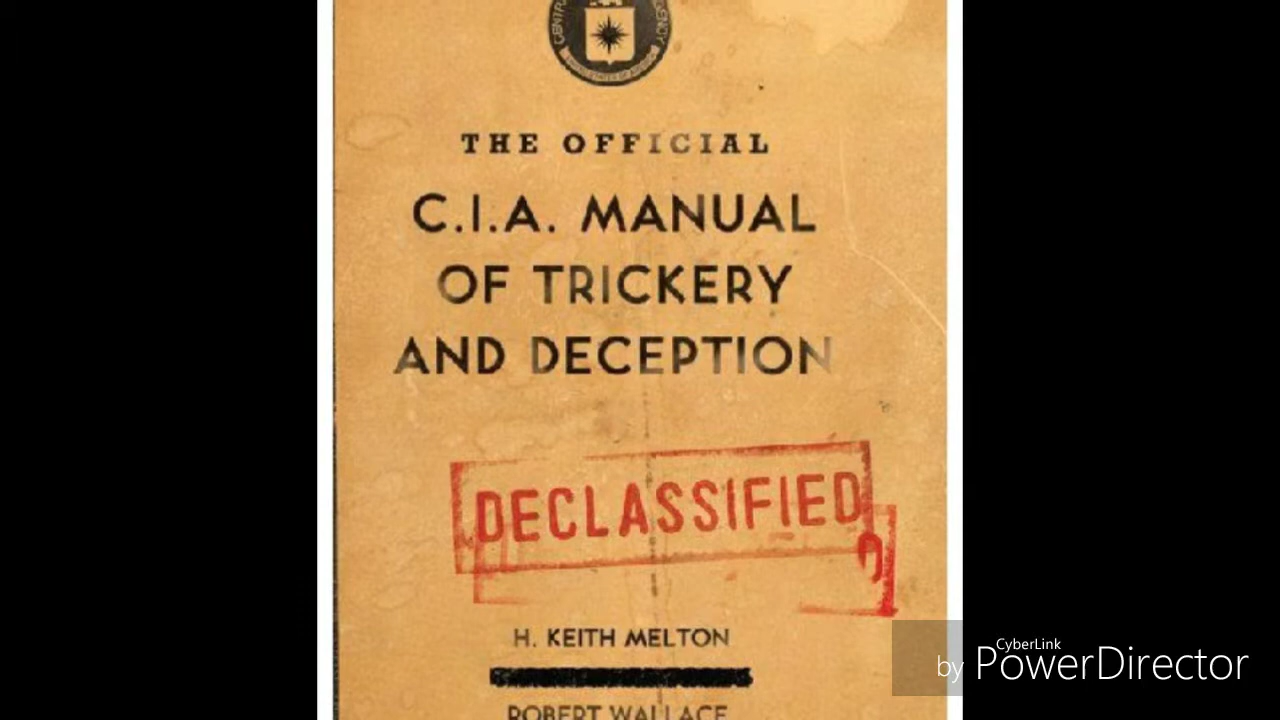 THE OFFICIAL
C.I.A. MANUAL
OF TRICKERY
AND DECEPTION
DECLASSIFIED
H. KEITH MELTON
ROBERT WALLACE
CyberLink
by PowerDirector